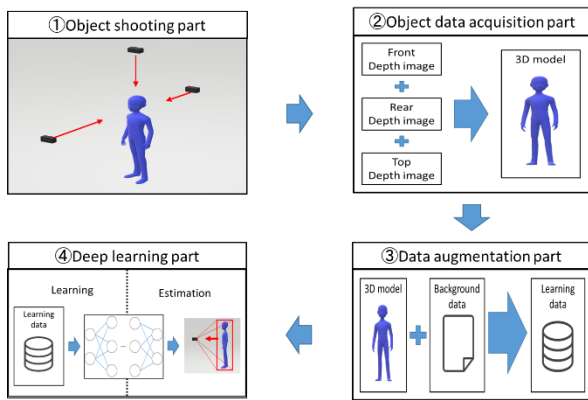 ①Object shooting part
②Object data acquisition part
Front
Depth image
Rear
Depth image
Top
Depth image
3D model
③Data augmentation part
3D model
Background
data
Learning
data
④Deep learning part
Learning
Estimation
Learning
data
...